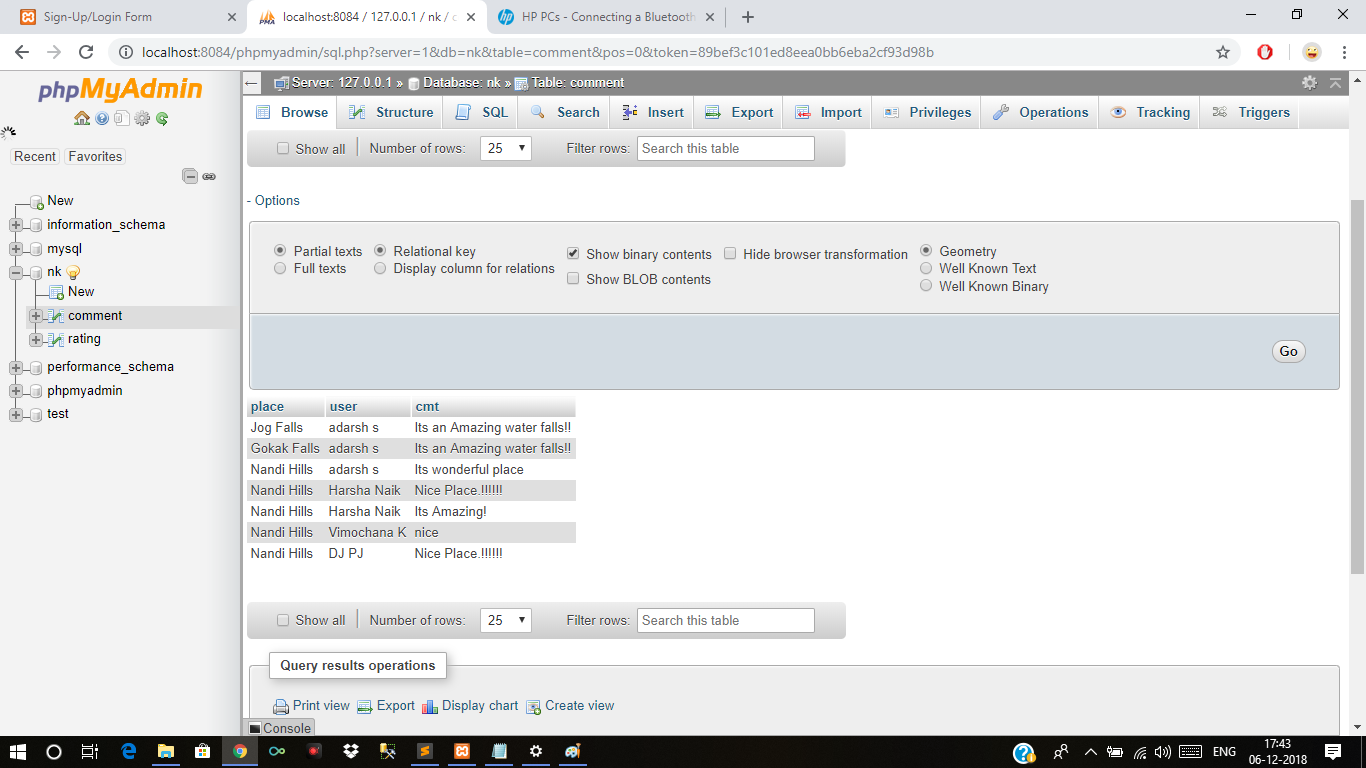 Sign-Up/Login Form
localhost:8084 / 127.0.0.1 / nk / c
HP PCs - Connecting a Bluetooth
localhost:8084/phpmyadmin/sql.php?server=1&db=nk&table=comment&pos=0&token=89bef3c101ed8eea0bb6eba2cf93d98b
phpMyAdmin
Recent Favorites
New
information_schema
mysql
nk
New
comment
rating
performance_schema
phpmyadmin
test
Server: 127.0.0.1 » Database: nk » Table: comment
Browse Structure SQL Search Insert Export Import Privileges Operations Tracking Triggers
Show all Number of rows: 25 Filter rows: Search this table
- Options
Partial texts Relational key Show binary contents Hide browser transformation Geometry
Full texts Display column for relations Show BLOB contents Well Known Text
Well Known Binary
Go
place user cmt
Jog Falls adarsh s Its an Amazing water falls!!
Gokak Falls adarsh s Its an Amazing water falls!!
Nandi Hills adarsh s Its wonderful place
Nandi Hills Harsha Naik Nice Place.!!!!!!
Nandi Hills Harsha Naik Its Amazing!
Nandi Hills Vimochana K nice
Nandi Hills DJ PJ Nice Place.!!!!!!
Show all Number of rows: 25 Filter rows: Search this table
Query results operations
Print view Export Display chart Create view
Console
ENG 17:43
06-12-2018